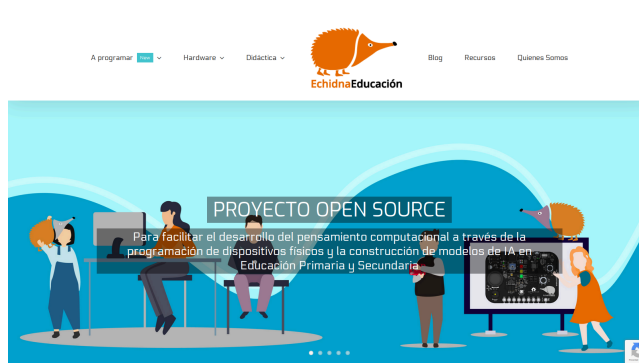 A programar New Hardware Didáctica Blog Recursos Quienes Somos
EchidnaEducación
PROYECTO OPEN SOURCE
Para facilitar el desarrollo del pensamiento computacional a través de la
programación de dispositivos físicos y la construcción de modelos de IA en
Educación Primaria y Secundaria